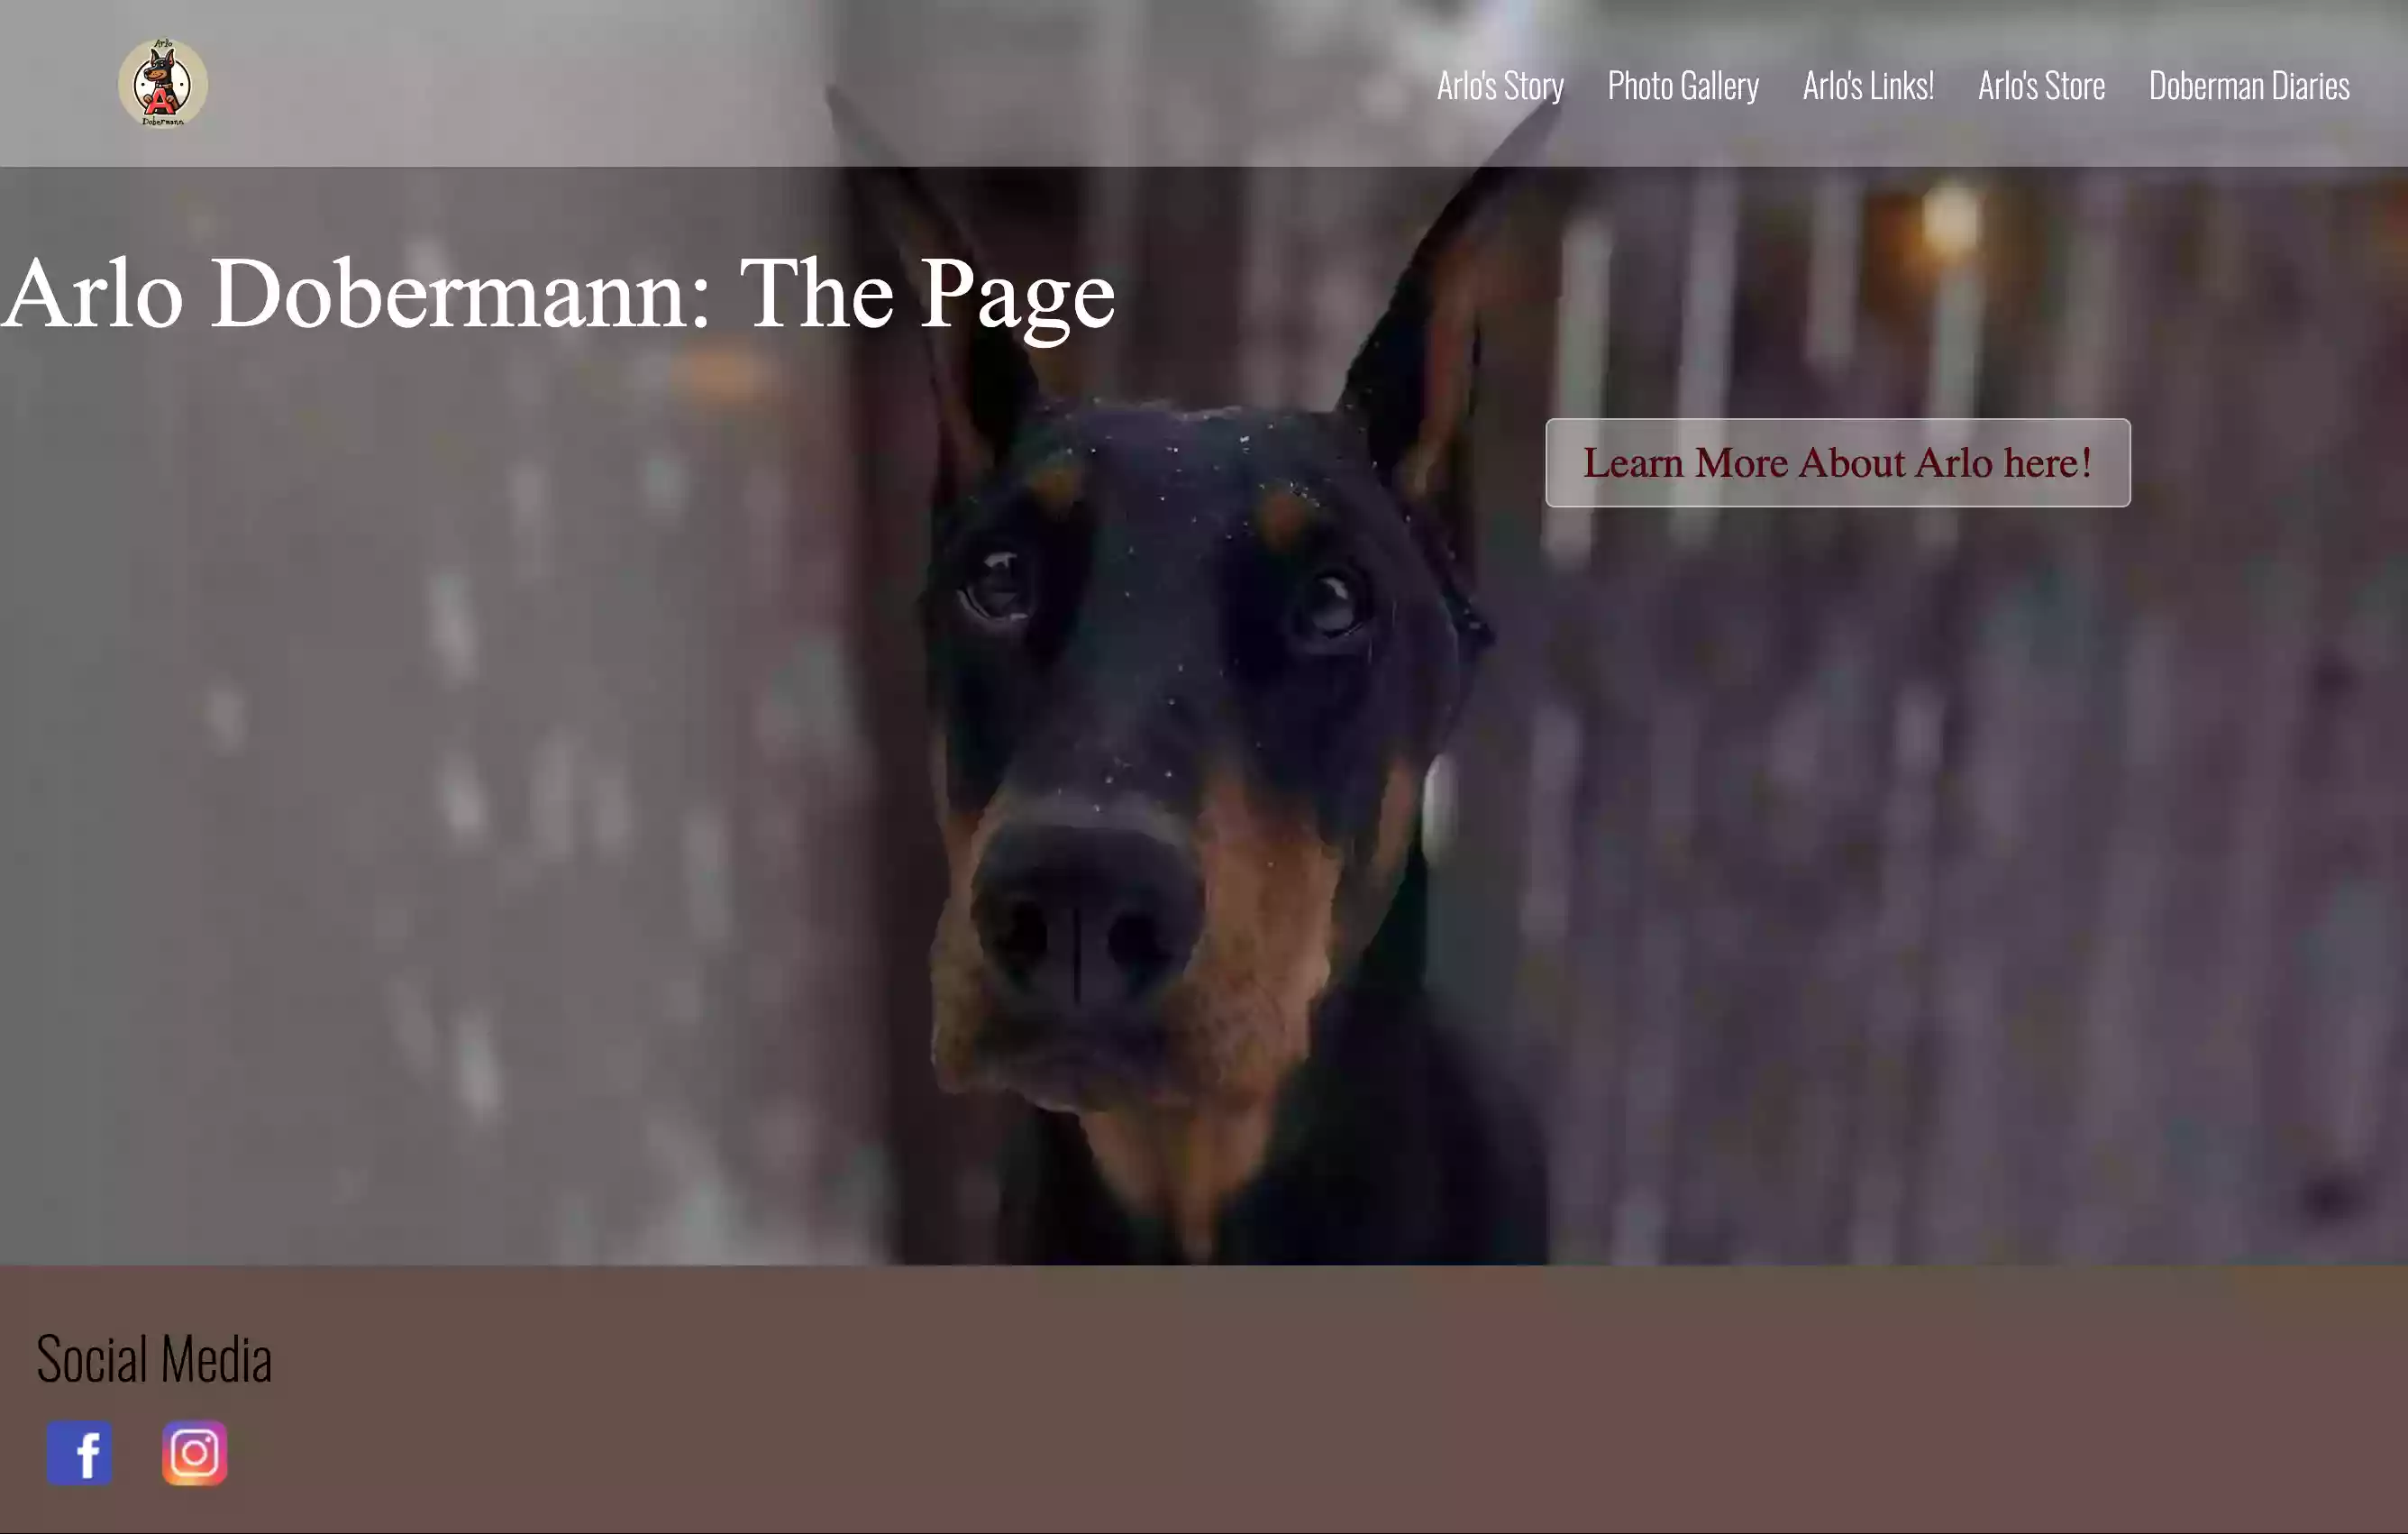 Arlo
A
Dobermann
Arlo's Story Photo Gallery Arlo's Links! Arlo's Store Doberman Diaries
Arlo Dobermann: The Page
Learn More About Arlo here!
Social Media
f